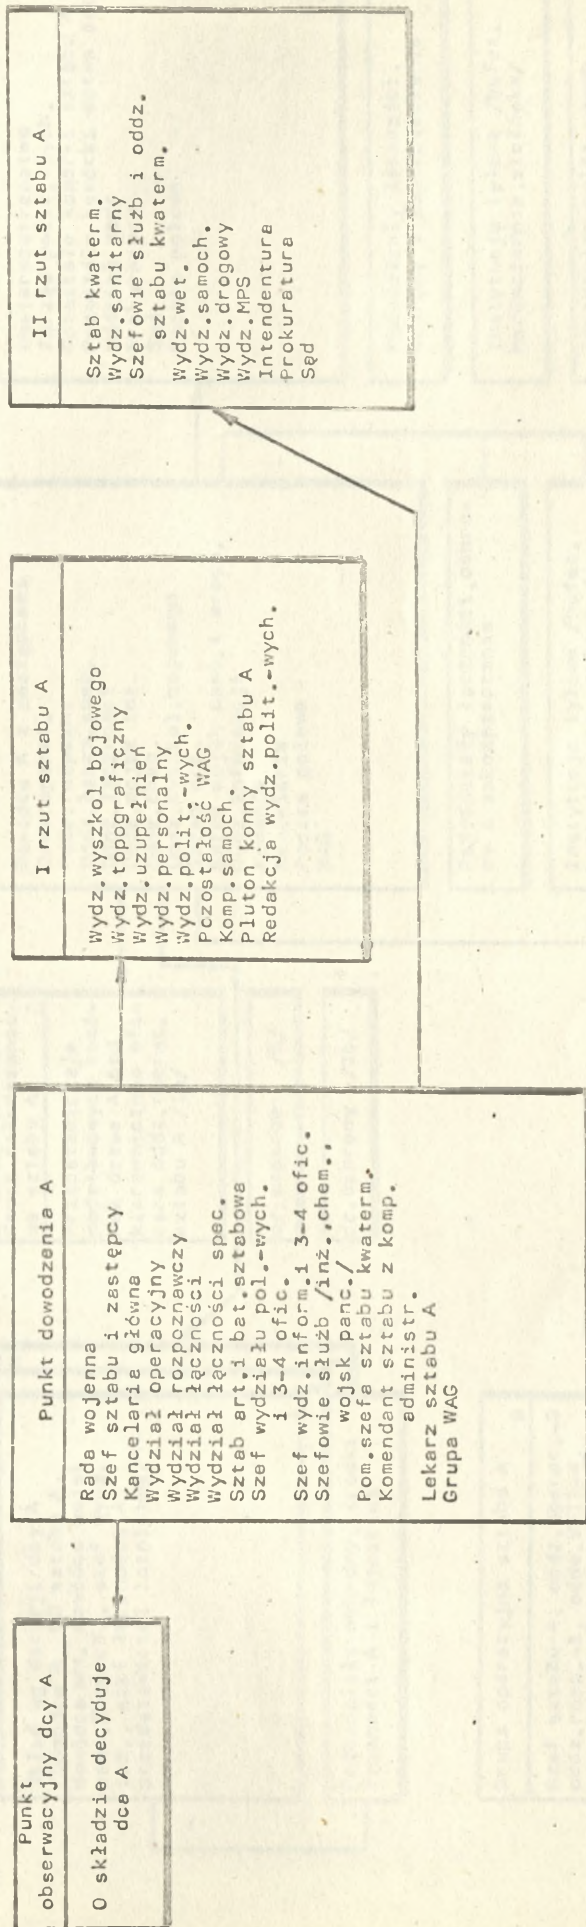 Punkt
obserwacyjny dcy A
O składzie decyduje
dca A
Punkt dowodzenia A
Rada wojenna
Szef sztabu i zastępcy
Kancelaria główna
Wydział operacyjny
Wydział rozpoznawczy
Wydział łączności
Wydział łączności spec.
Sztab art.i bat.sztabowa
Szef wydziału pol.-wych.
i 3-4 ofic.
Szef wydz.inform.i 3-4 ofic.
Szefowie służb /inż.,chem.,
wojsk panc./
Pom.szefa sztabu kwaterm.
Komendant sztabu z komp.
administr.
Lekarz sztabu A
Grupa WAG
I rzut sztabu A
Wydz.wyszkol.bojowego
Wydz.topograficzny
Wydz.uzupełnień
Wydz.personalny
Wydz.polit.-wych.
Pozostałość WAG
Komp.samoch.
Pluton konny sztabu A
Redakcja wydz.polit.-wych.
II rzut sztabu A
Sztab kwaterm.
Wydz.sanitarny
Szefowie służb i oddz.
sztabu kwaterm.
Wydz.wet.
Wydz.samoch.
Wydz.drogowy
Wydz.MPS
Intendentura
Prokuratura
Sąd